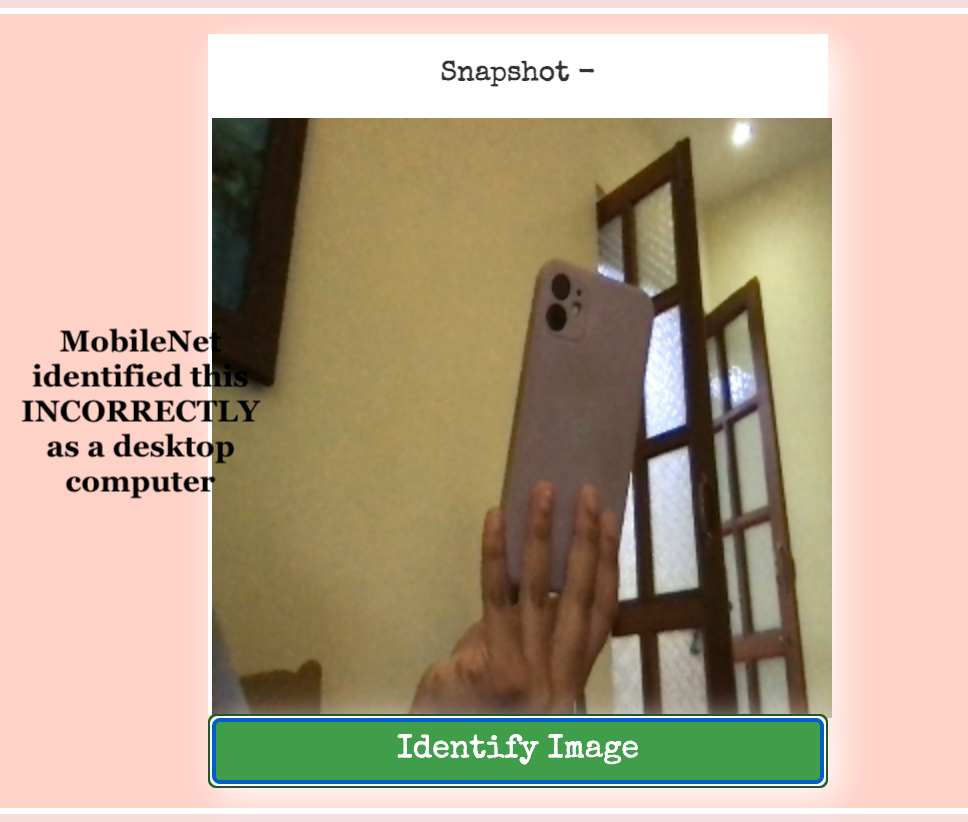 Snapshot -
MobileNet
identified this
INCORRECTLY
as a desktop
computer
Identify Image